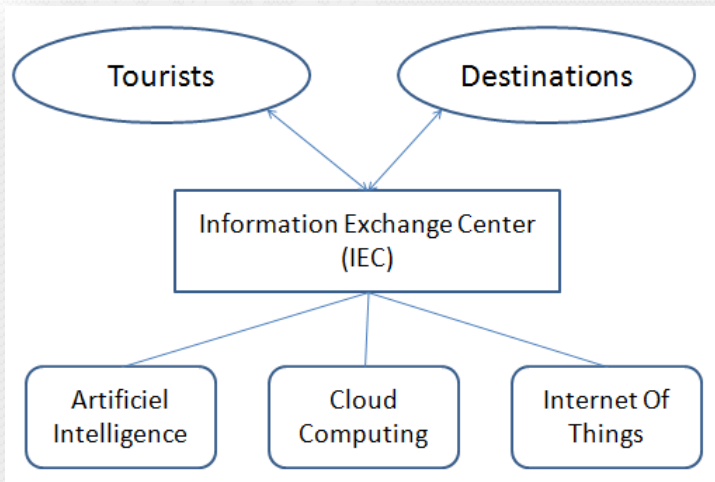 Tourists
Destinations
Information Exchange Center
(IEC)
Artificiel
Intelligence
Cloud
Computing
Internet Of
Things